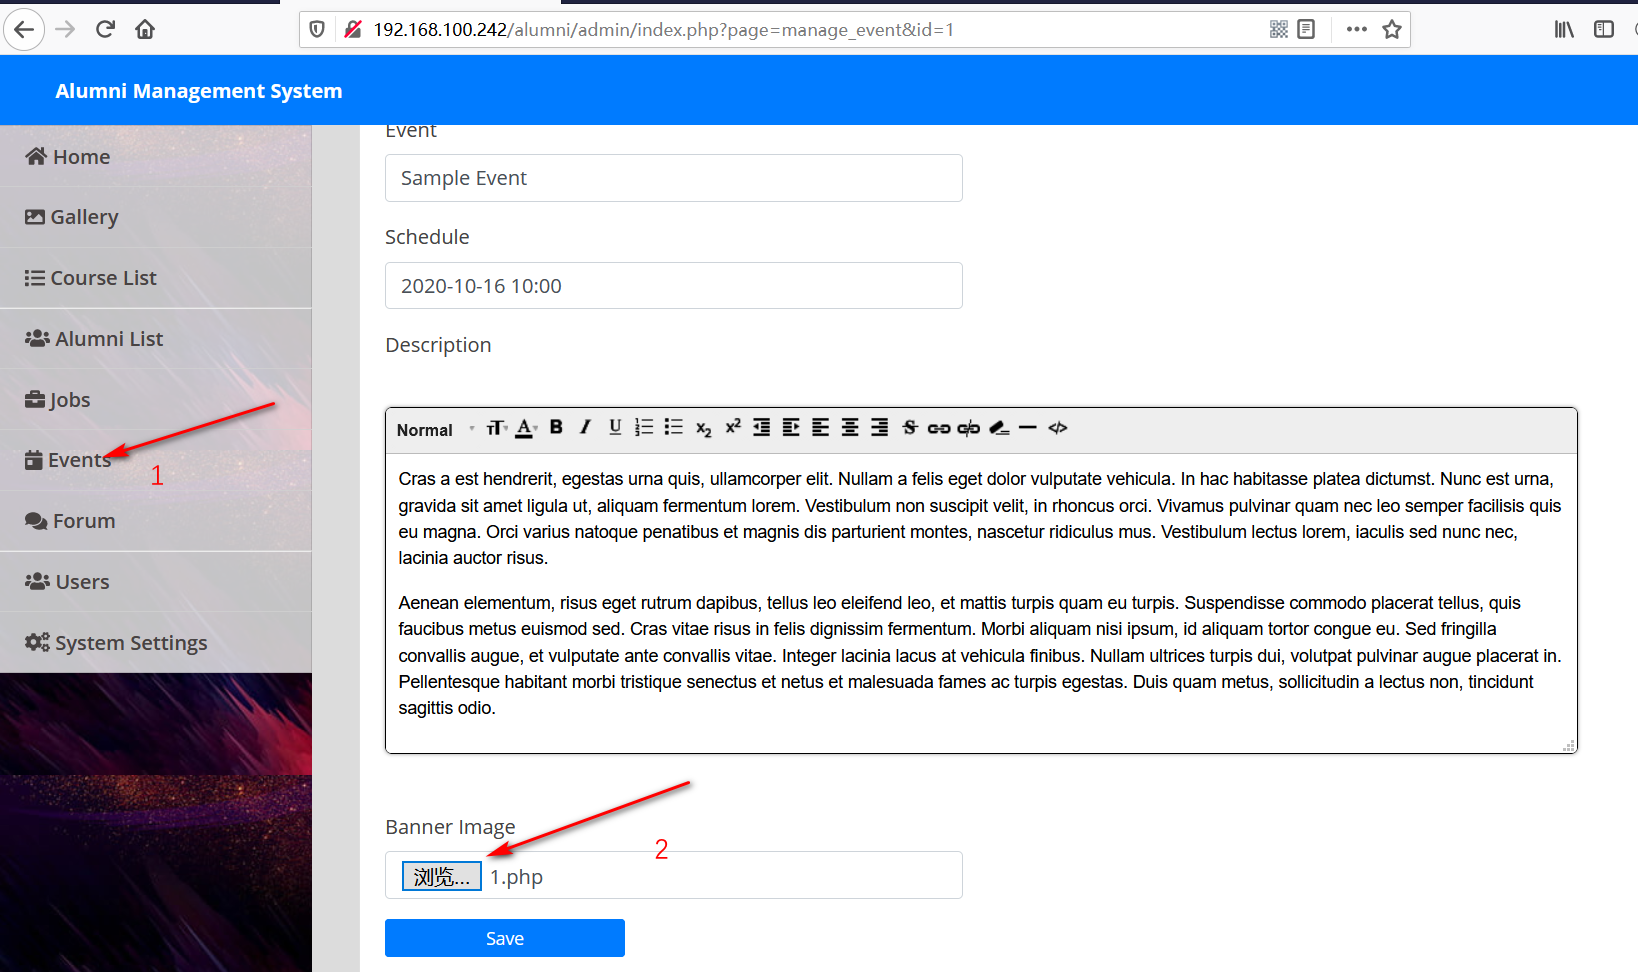 192.168.100.242/alumni/admin/index.php?page=manage_event&id=1
Alumni Management System
Home
Gallery
Course List
Alumni List
Jobs
Events
1
Forum
Users
System Settings
Event
Sample Event
Schedule
2020-10-16 10:00
Description
Normal
Cras a est hendrerit, egestas urna quis, ullamcorper elit. Nullam a felis eget dolor vulputate vehicula. In hac habitasse platea dictumst. Nunc est urna,
gravida sit amet ligula ut, aliquam fermentum lorem. Vestibulum non suscipit velit, in rhoncus orci. Vivamus pulvinar quam nec leo semper facilisis quis
eu magna. Orci varius natoque penatibus et magnis dis parturient montes, nascetur ridiculus mus. Vestibulum lectus lorem, iaculis sed nunc nec,
lacinia auctor risus.
Aenean elementum, risus eget rutrum dapibus, tellus leo eleifend leo, et mattis turpis quam eu turpis. Suspendisse commodo placerat tellus, quis
faucibus metus euismod sed. Cras vitae risus in felis dignissim fermentum. Morbi aliquam nisi ipsum, id aliquam tortor congue eu. Sed fringilla
convallis augue, et vulputate ante convallis vitae. Integer lacinia lacus at vehicula finibus. Nullam ultrices turpis dui, volutpat pulvinar augue placerat in.
Pellentesque habitant morbi tristique senectus et netus et malesuada fames ac turpis egestas. Duis quam metus, sollicitudin a lectus non, tincidunt
sagittis odio.
Banner Image
2
浏览... 1.php
Save